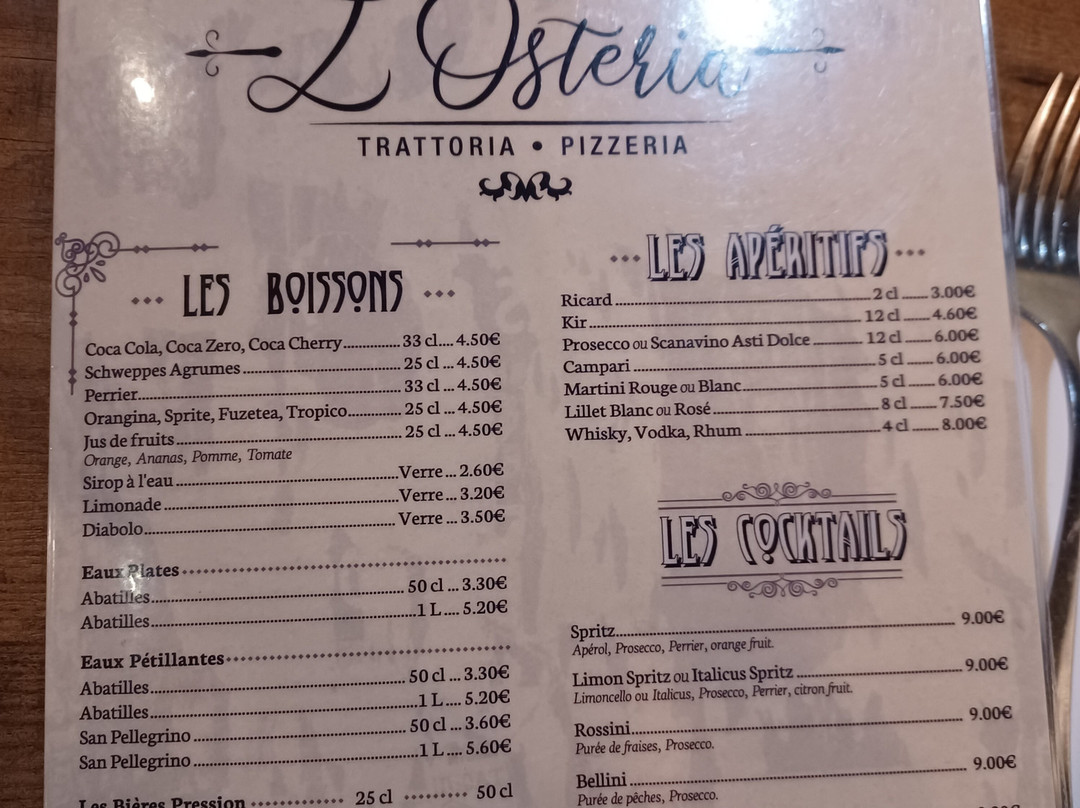 L'Osteria
TRATTORIA • PIZZERIA
••• LES BOISSONS •••
Coca Cola, Coca Zero, Coca Cherry............33 cl....4.50€
Schweppes Agrumes............25 cl...4.50€
Perrier............33 cl...4.50€
Orangina, Sprite, Fuzetea, Tropico............25 cl...4.50€
Jus de fruits............25 cl...4.50€
Orange, Ananas, Pomme, Tomate
Sirop à l'eau............Verre...2.60€
Limonade............Verre...3.20€
Diabolo............Verre...3.50€
Eaux Plates............
Abatilles............50 cl...3.30€
Abatilles............1 L....5.20€
Eaux Pétillantes............
Abatilles............50 cl...3.30€
Abatilles............1 L....5.20€
San Pellegrino............50 cl...3.60€
San Pellegrino............1 L....5.60€
Les Bières Pression............25 cl.........50 cl
••• LES APÉRITIFS •••
Ricard............2 cl......3.00€
Kir............12 cl......4.60€
Prosecco ou Scanavino Asti Dolce............12 cl......6.00€
Campari............5 cl......6.00€
Martini Rouge ou Blanc............5 cl......6.00€
Lillet Blanc ou Rosé............8 cl......7.50€
Whisky, Vodka, Rhum............4 cl......8.00€
LES COCKTAILS
Spritz............9.00€
Apérol, Prosecco, Perrier, orange fruit.
Limon Spritz ou Italicus Spritz............9.00€
Limoncello ou Italicus, Prosecco, Perrier, citron fruit.
Rossini............9.00€
Purée de fraises, Prosecco.
Bellini............9.00€
Purée de pêches, Prosecco.